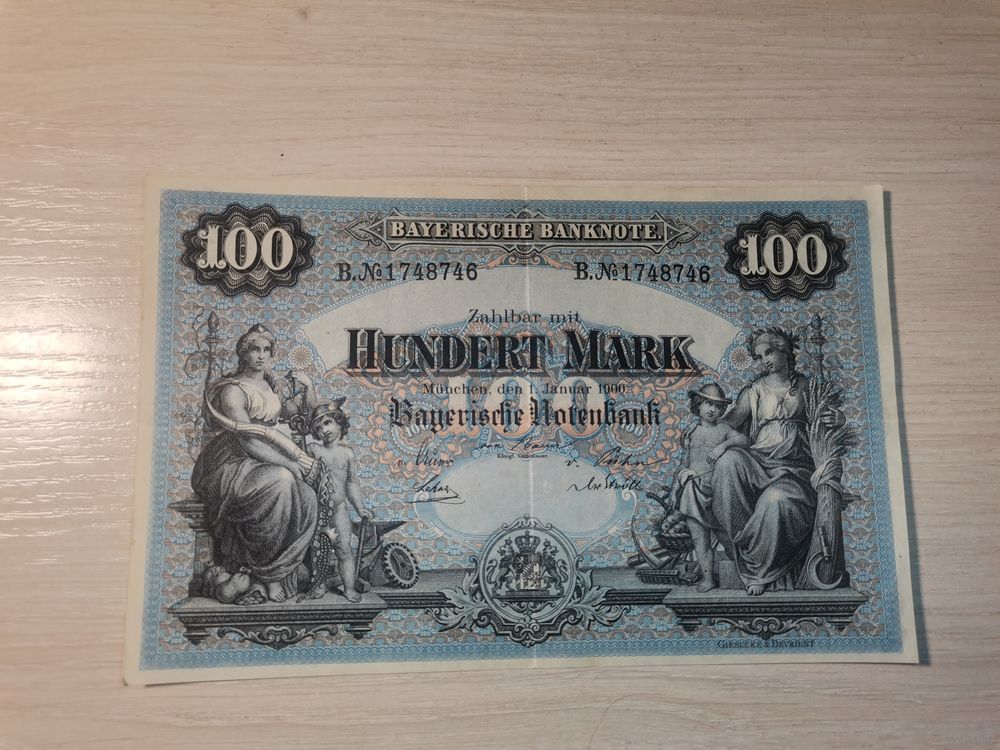 BAYERISCHE BANKNOTE.
100 100
B.№1748746 B.№1748746
Zahlbar mit
HUNDERT MARK
München, den 1. Januar 1900.
Bayerische Notenbank
GIESECKE & DEVRIENT